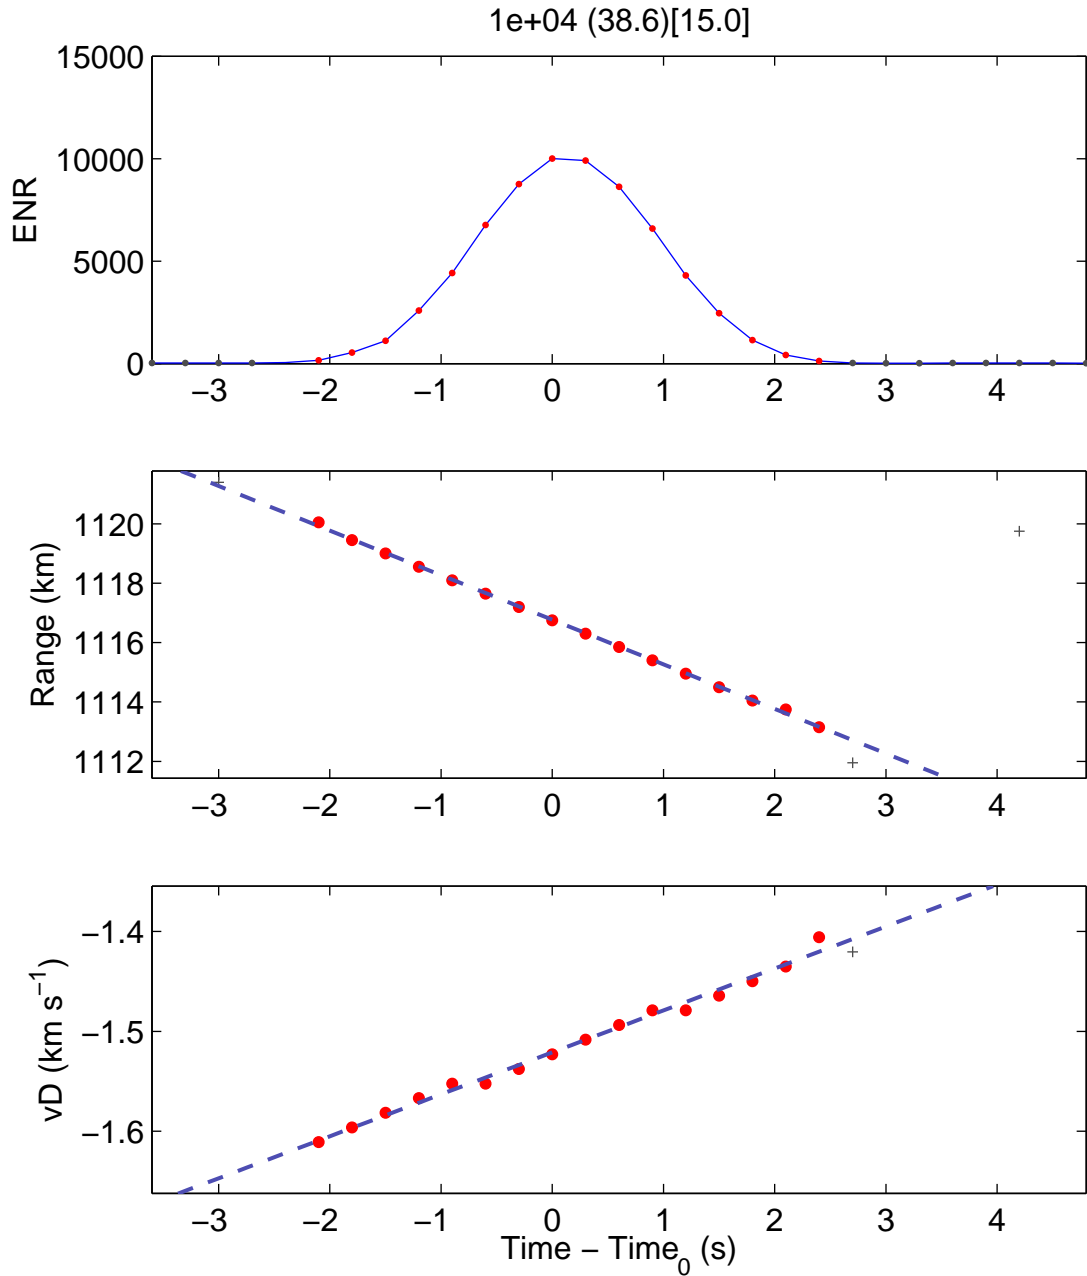 1e+04 (38.6)[15.0]
15000
10000
5000
0
ENR
−3 −2 −1 0 1 2 3 4
1120
1118
1116
1114
1112
Range (km)
−3 −2 −1 0 1 2 3 4
−1.4
−1.5
−1.6
vD (km s⁻¹)
−3 −2 −1 0 1 2 3 4
Time − Time₀ (s)